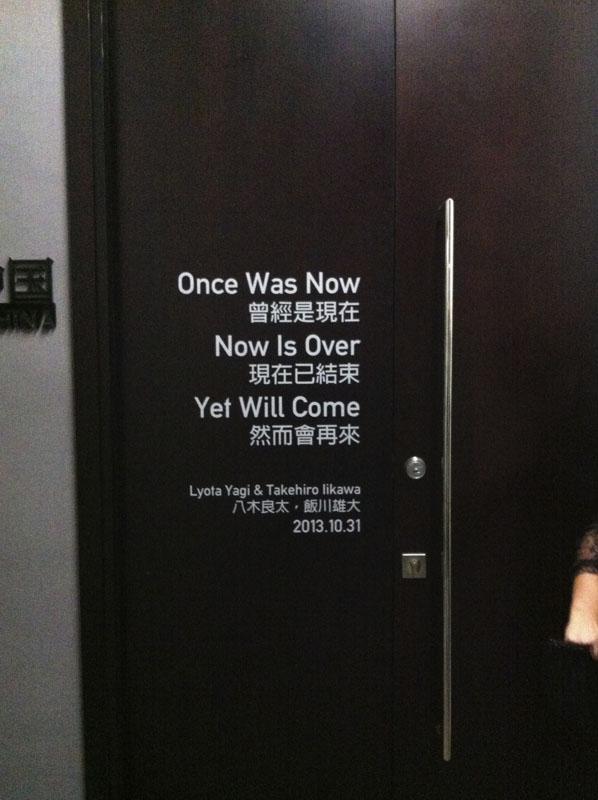 国
Once Was Now
曾經是現在
Now Is Over
現在已結束
Yet Will Come
然而會再來
Lyota Yagi & Takehiro Iikawa
八木良太，飯川雄大
2013.10.31